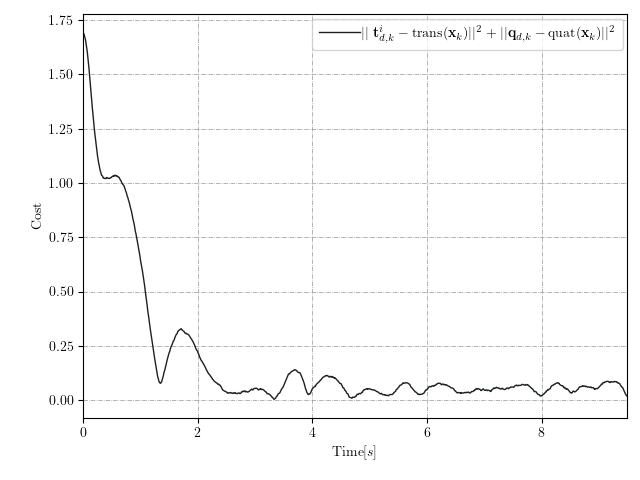 || t^i_{d,k} − trans(x_k)||^2 + ||q_{d,k} − quat(x_k)||^2
1.75
1.50
1.25
1.00
0.75
0.50
0.25
0.00
Cost
0 2 4 6 8
Time[s]